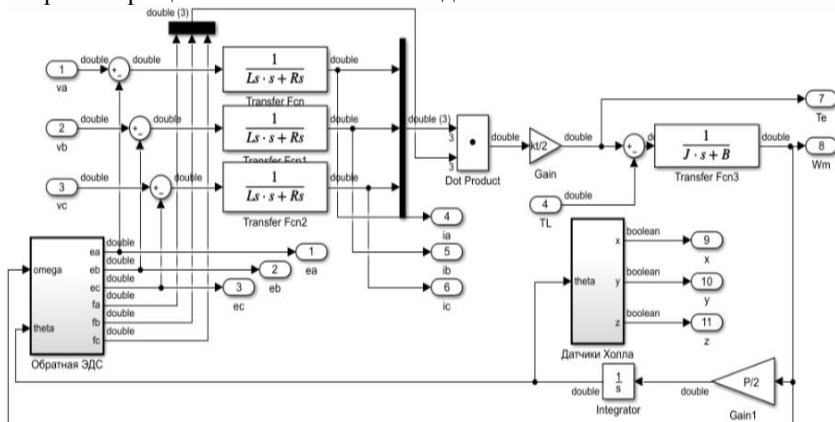 double (3)
double
double
1
va
double
1
Ls · s + Rs
Transfer Fcn
double
double
double
2
vb
double
1
Ls · s + Rs
Transfer Fcn1
double
double (3)
3
3
Dot Product
double
kt/2
Gain
double
7
Te
double
3
vc
double
1
Ls · s + Rs
Transfer Fcn2
double
1
J · s + B
Transfer Fcn3
double
8
Wm
double
4
TL
4
ia
5
ib
6
ic
omega
theta
ea
eb
ec
fa
fb
fc
double
double
double
double
double
double
Обратная ЭДС
1
ea
2
eb
3
ec
theta
x
y
z
boolean
boolean
boolean
9
x
10
y
11
z
Датчики Холла
double
1
s
Integrator
double
P/2
Gain1